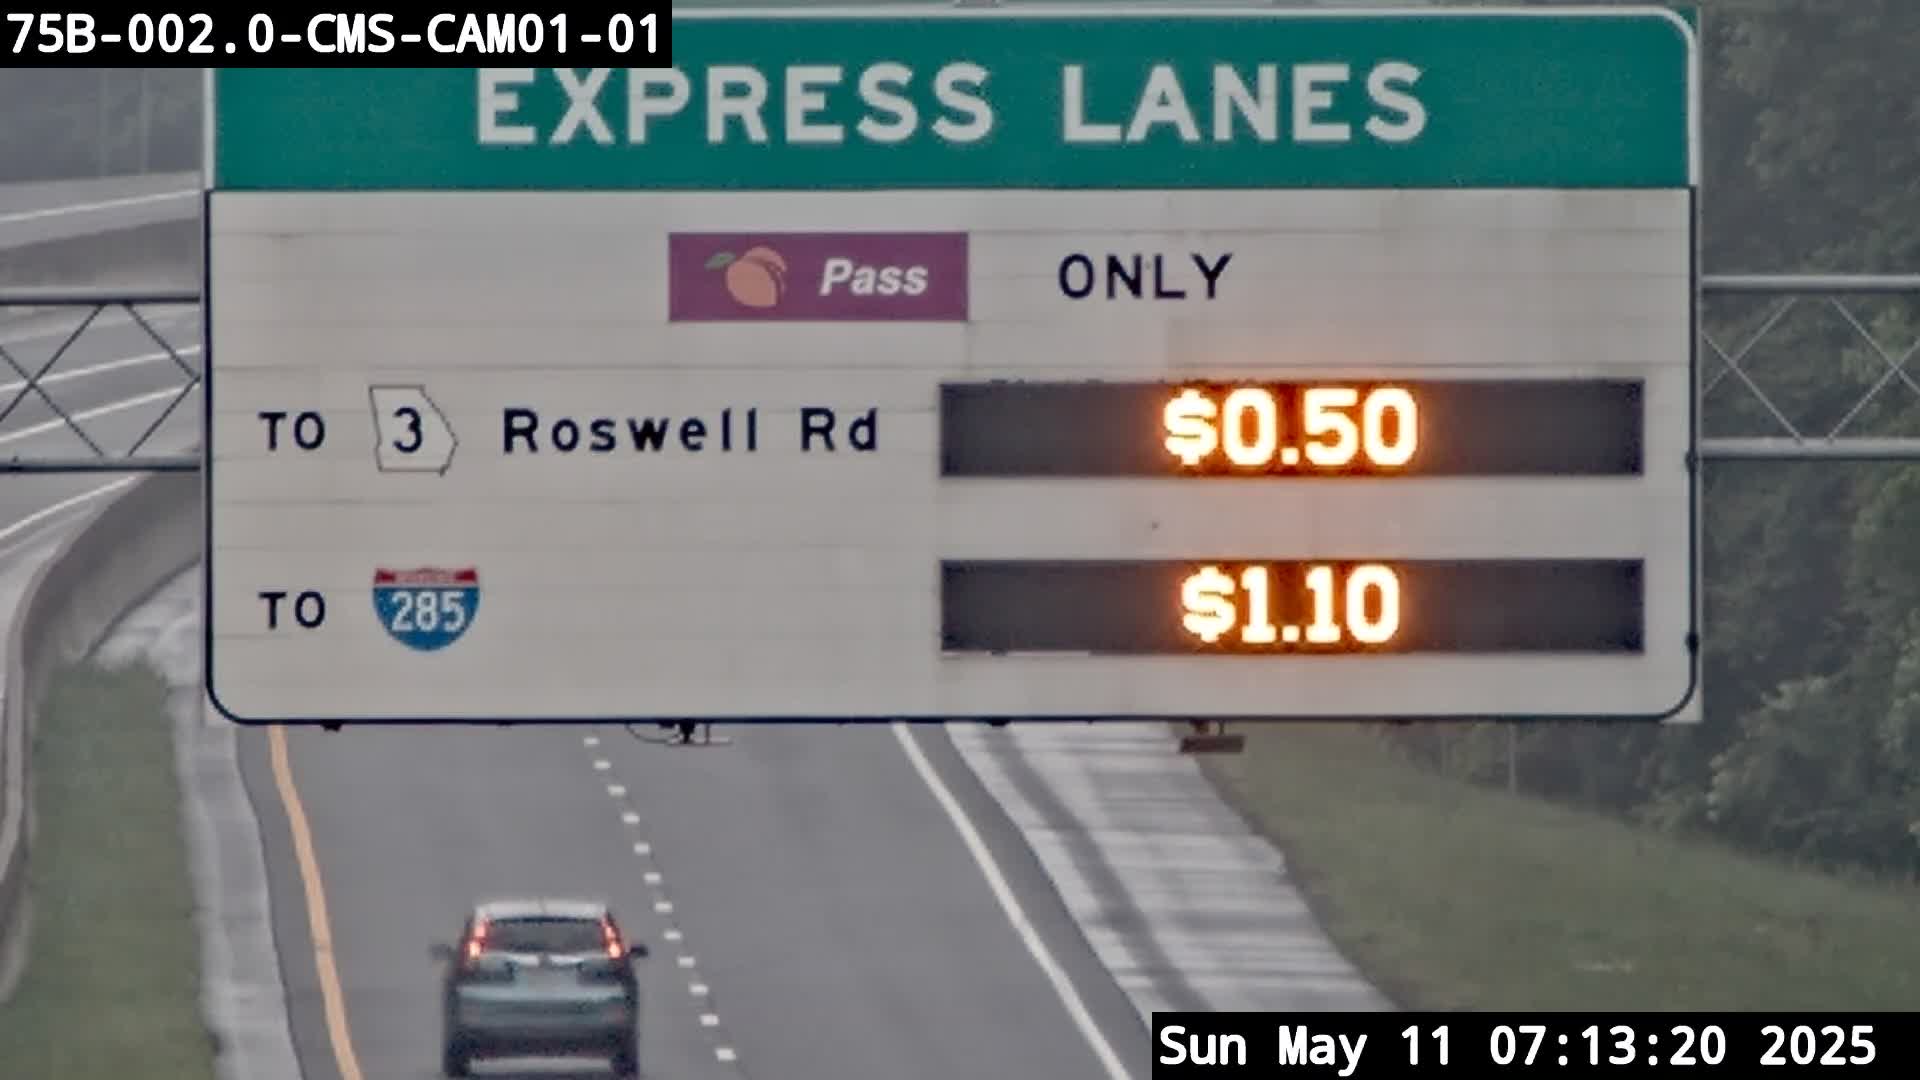 75B-002.0-CMS-CAM01-01
EXPRESS LANES
Pass ONLY
TO 3 Roswell Rd $0.50
TO 285 $1.10
Sun May 11 07:13:20 2025